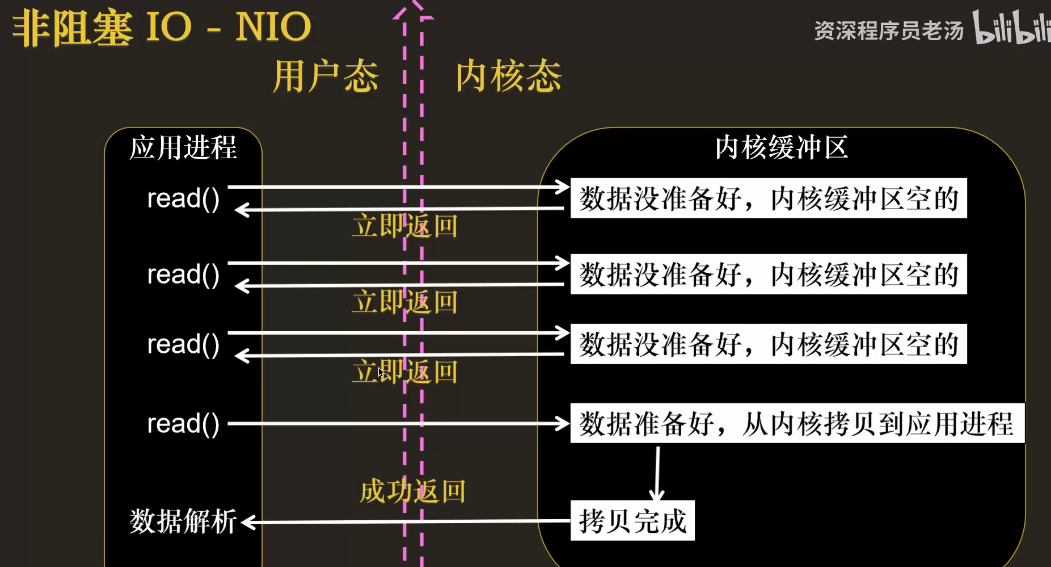 非阻塞 IO - NIO
资深程序员老汤 bilibili
用户态 内核态
应用进程 内核缓冲区
read() 数据没准备好，内核缓冲区空的
立即返回
read() 数据没准备好，内核缓冲区空的
立即返回
read() 数据没准备好，内核缓冲区空的
立即返回
read() 数据准备好，从内核拷贝到应用进程
成功返回
数据解析 拷贝完成